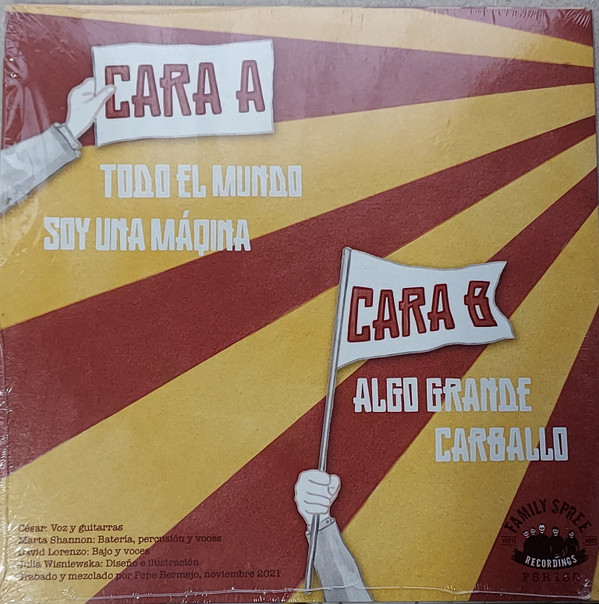 CARA A
TODO EL MUNDO
SOY UNA MÁQINA
CARA B
ALGO GRANDE
CARBALLO
César: Voz y guitarras
Marta Shannon: Batería, percusión y voces
David Lorenzo: Bajo y voces
Julia Wisniewska: Diseño e ilustración
Grabado y mezclado por Pepe Bermejo, noviembre 2021
FAMILY SPREE
RECORDINGS